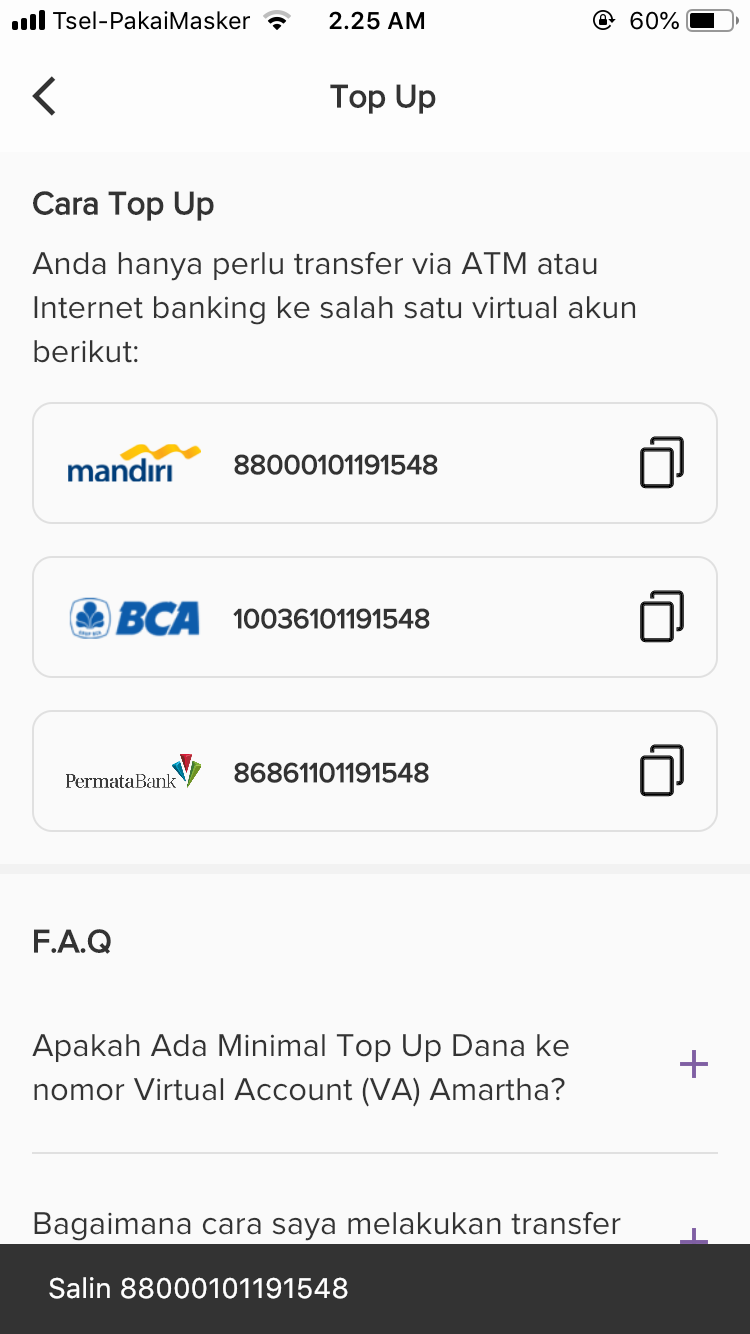 Tsel-PakaiMasker 2.25 AM 60%
Top Up
Cara Top Up
Anda hanya perlu transfer via ATM atau
Internet banking ke salah satu virtual akun
berikut:
mandiri 88000101191548
BCA 10036101191548
PermataBank 86861101191548
F.A.Q
Apakah Ada Minimal Top Up Dana ke
nomor Virtual Account (VA) Amartha?
Bagaimana cara saya melakukan transfer
Salin 88000101191548